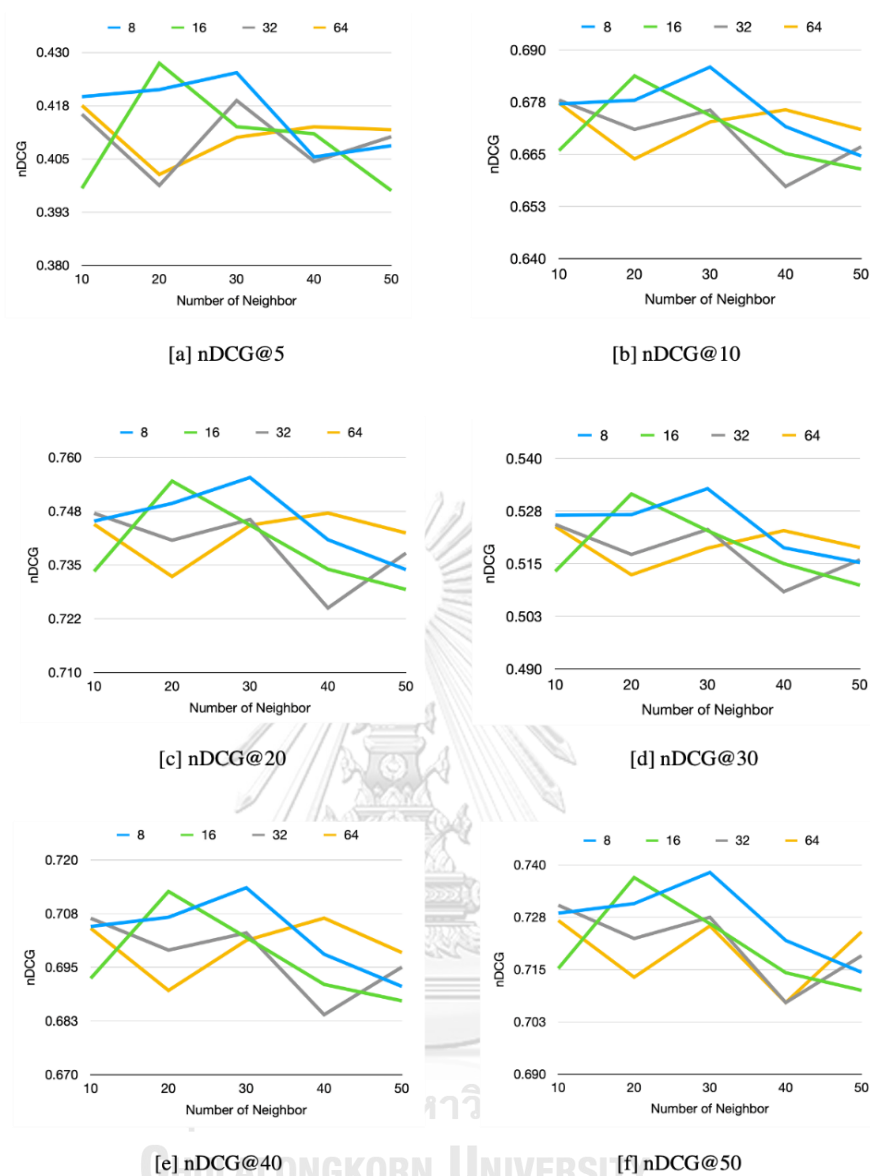 8 16 32 64
0.430
0.418
0.405
0.393
0.380
nDCG
10 20 30 40 50
Number of Neighbor
[a] nDCG@5
8 16 32 64
0.690
0.678
0.665
0.653
0.640
nDCG
10 20 30 40 50
Number of Neighbor
[b] nDCG@10
8 16 32 64
0.760
0.748
0.735
0.722
0.710
nDCG
10 20 30 40 50
Number of Neighbor
[c] nDCG@20
8 16 32 64
0.540
0.528
0.515
0.503
0.490
nDCG
10 20 30 40 50
Number of Neighbor
[d] nDCG@30
8 16 32 64
0.720
0.708
0.695
0.683
0.670
nDCG
10 20 30 40 50
Number of Neighbor
[e] nDCG@40
8 16 32 64
0.740
0.728
0.715
0.703
0.690
nDCG
10 20 30 40 50
Number of Neighbor
[f] nDCG@50
UNIVERSITY